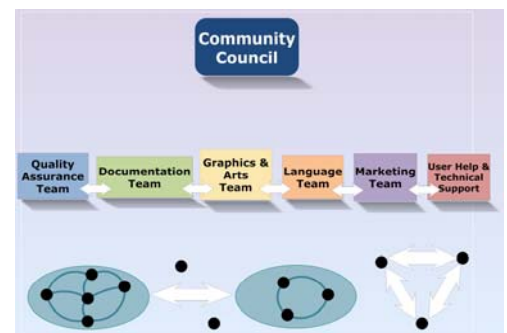 Community
Council
Quality
Assurance
Team
Documentation
Team
Graphics &
Arts
Team
Language
Team
Marketing
Team
User Help &
Technical
Support